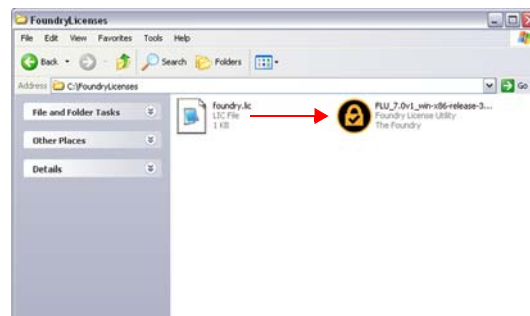 FoundryLicenses
File Edit View Favorites Tools Help
Back Search Folders
Address C:\FoundryLicenses Go
File and Folder Tasks
Other Places
Details
foundry.lic
LIC File
1 KB
FLU_7.0v1_win-x86-release-3...
Foundry License Utility
The Foundry